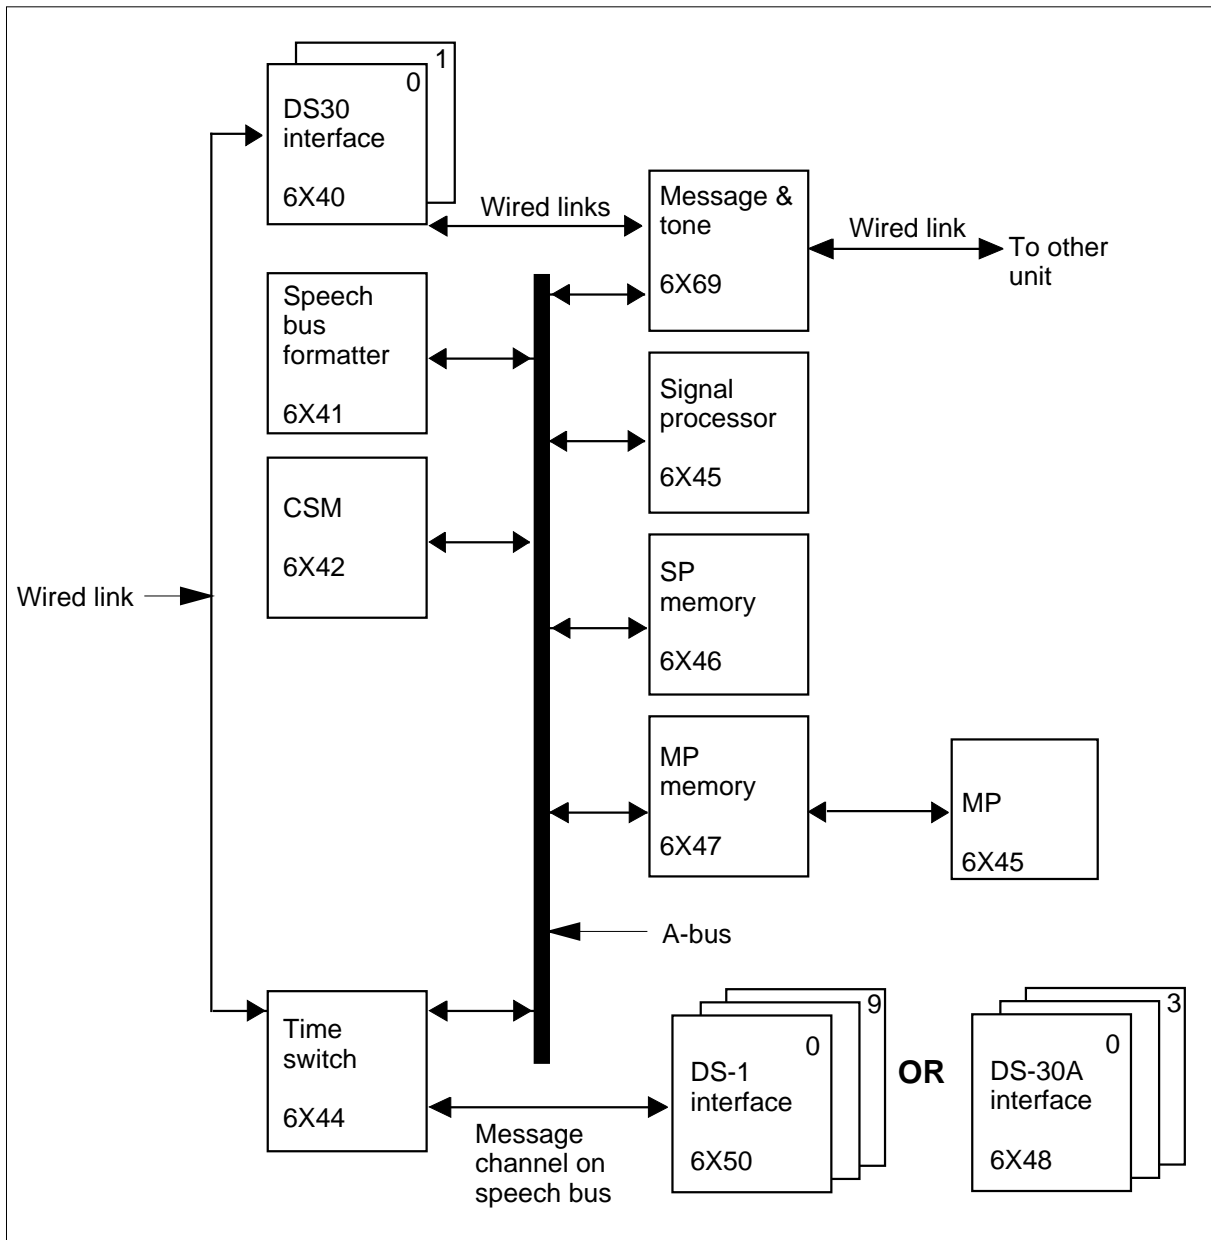 1
0
DS30
interface
6X40
Wired links
Message &
tone
6X69
Wired link
To other
unit
Speech
bus
formatter
6X41
Signal
processor
6X45
CSM
6X42
Wired link
SP
memory
6X46
MP
memory
6X47
MP
6X45
A-bus
Time
switch
6X44
Message
channel on
speech bus
9
0
DS-1
interface
6X50
OR
3
0
DS-30A
interface
6X48